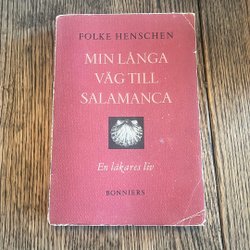 FOLKE HENSCHEN
MIN LÅNGA
VÄG TILL
SALAMANCA
En läkares liv
BONNIERS